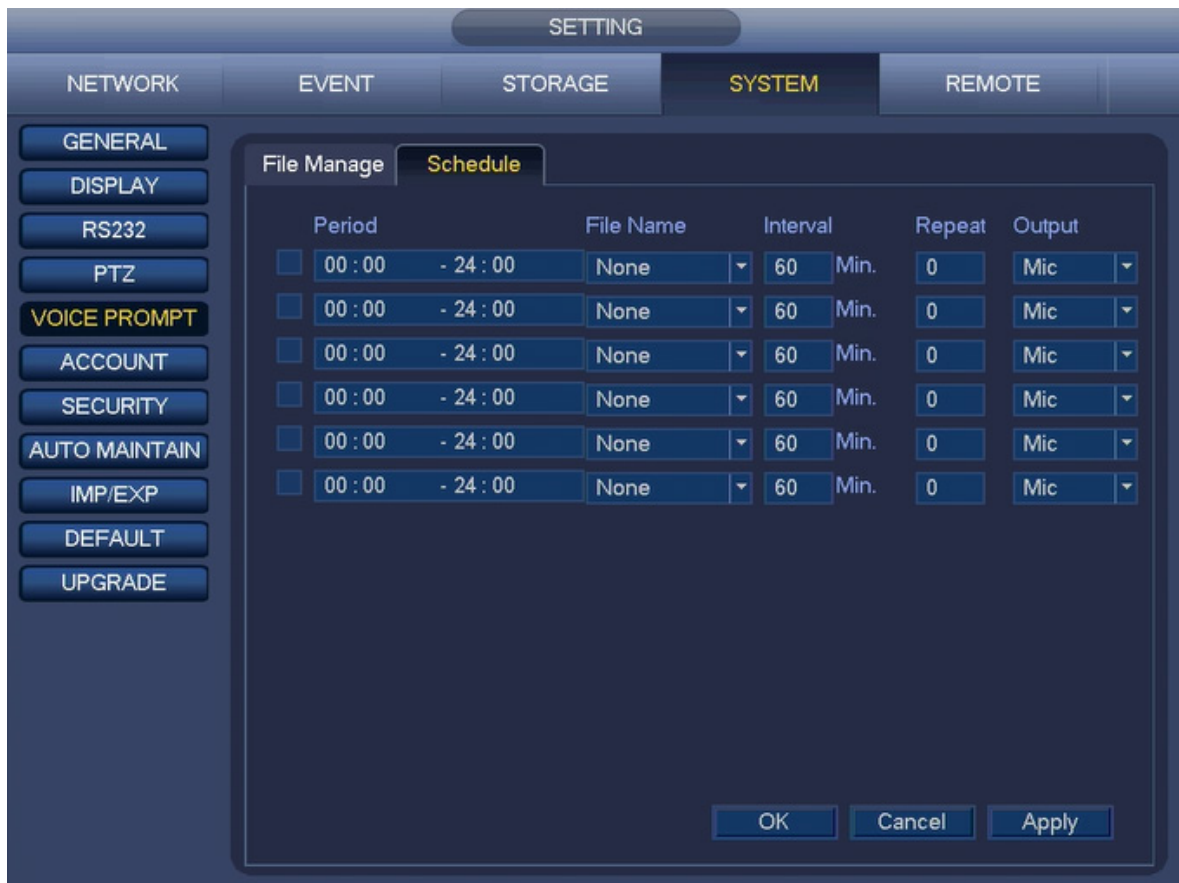 SETTING
NETWORK EVENT STORAGE SYSTEM REMOTE
GENERAL
DISPLAY
RS232
PTZ
VOICE PROMPT
ACCOUNT
SECURITY
AUTO MAINTAIN
IMP/EXP
DEFAULT
UPGRADE
File Manage Schedule
Period File Name Interval Repeat Output
00 : 00 - 24 : 00 None 60 Min. 0 Mic
00 : 00 - 24 : 00 None 60 Min. 0 Mic
00 : 00 - 24 : 00 None 60 Min. 0 Mic
00 : 00 - 24 : 00 None 60 Min. 0 Mic
00 : 00 - 24 : 00 None 60 Min. 0 Mic
00 : 00 - 24 : 00 None 60 Min. 0 Mic
OK Cancel Apply